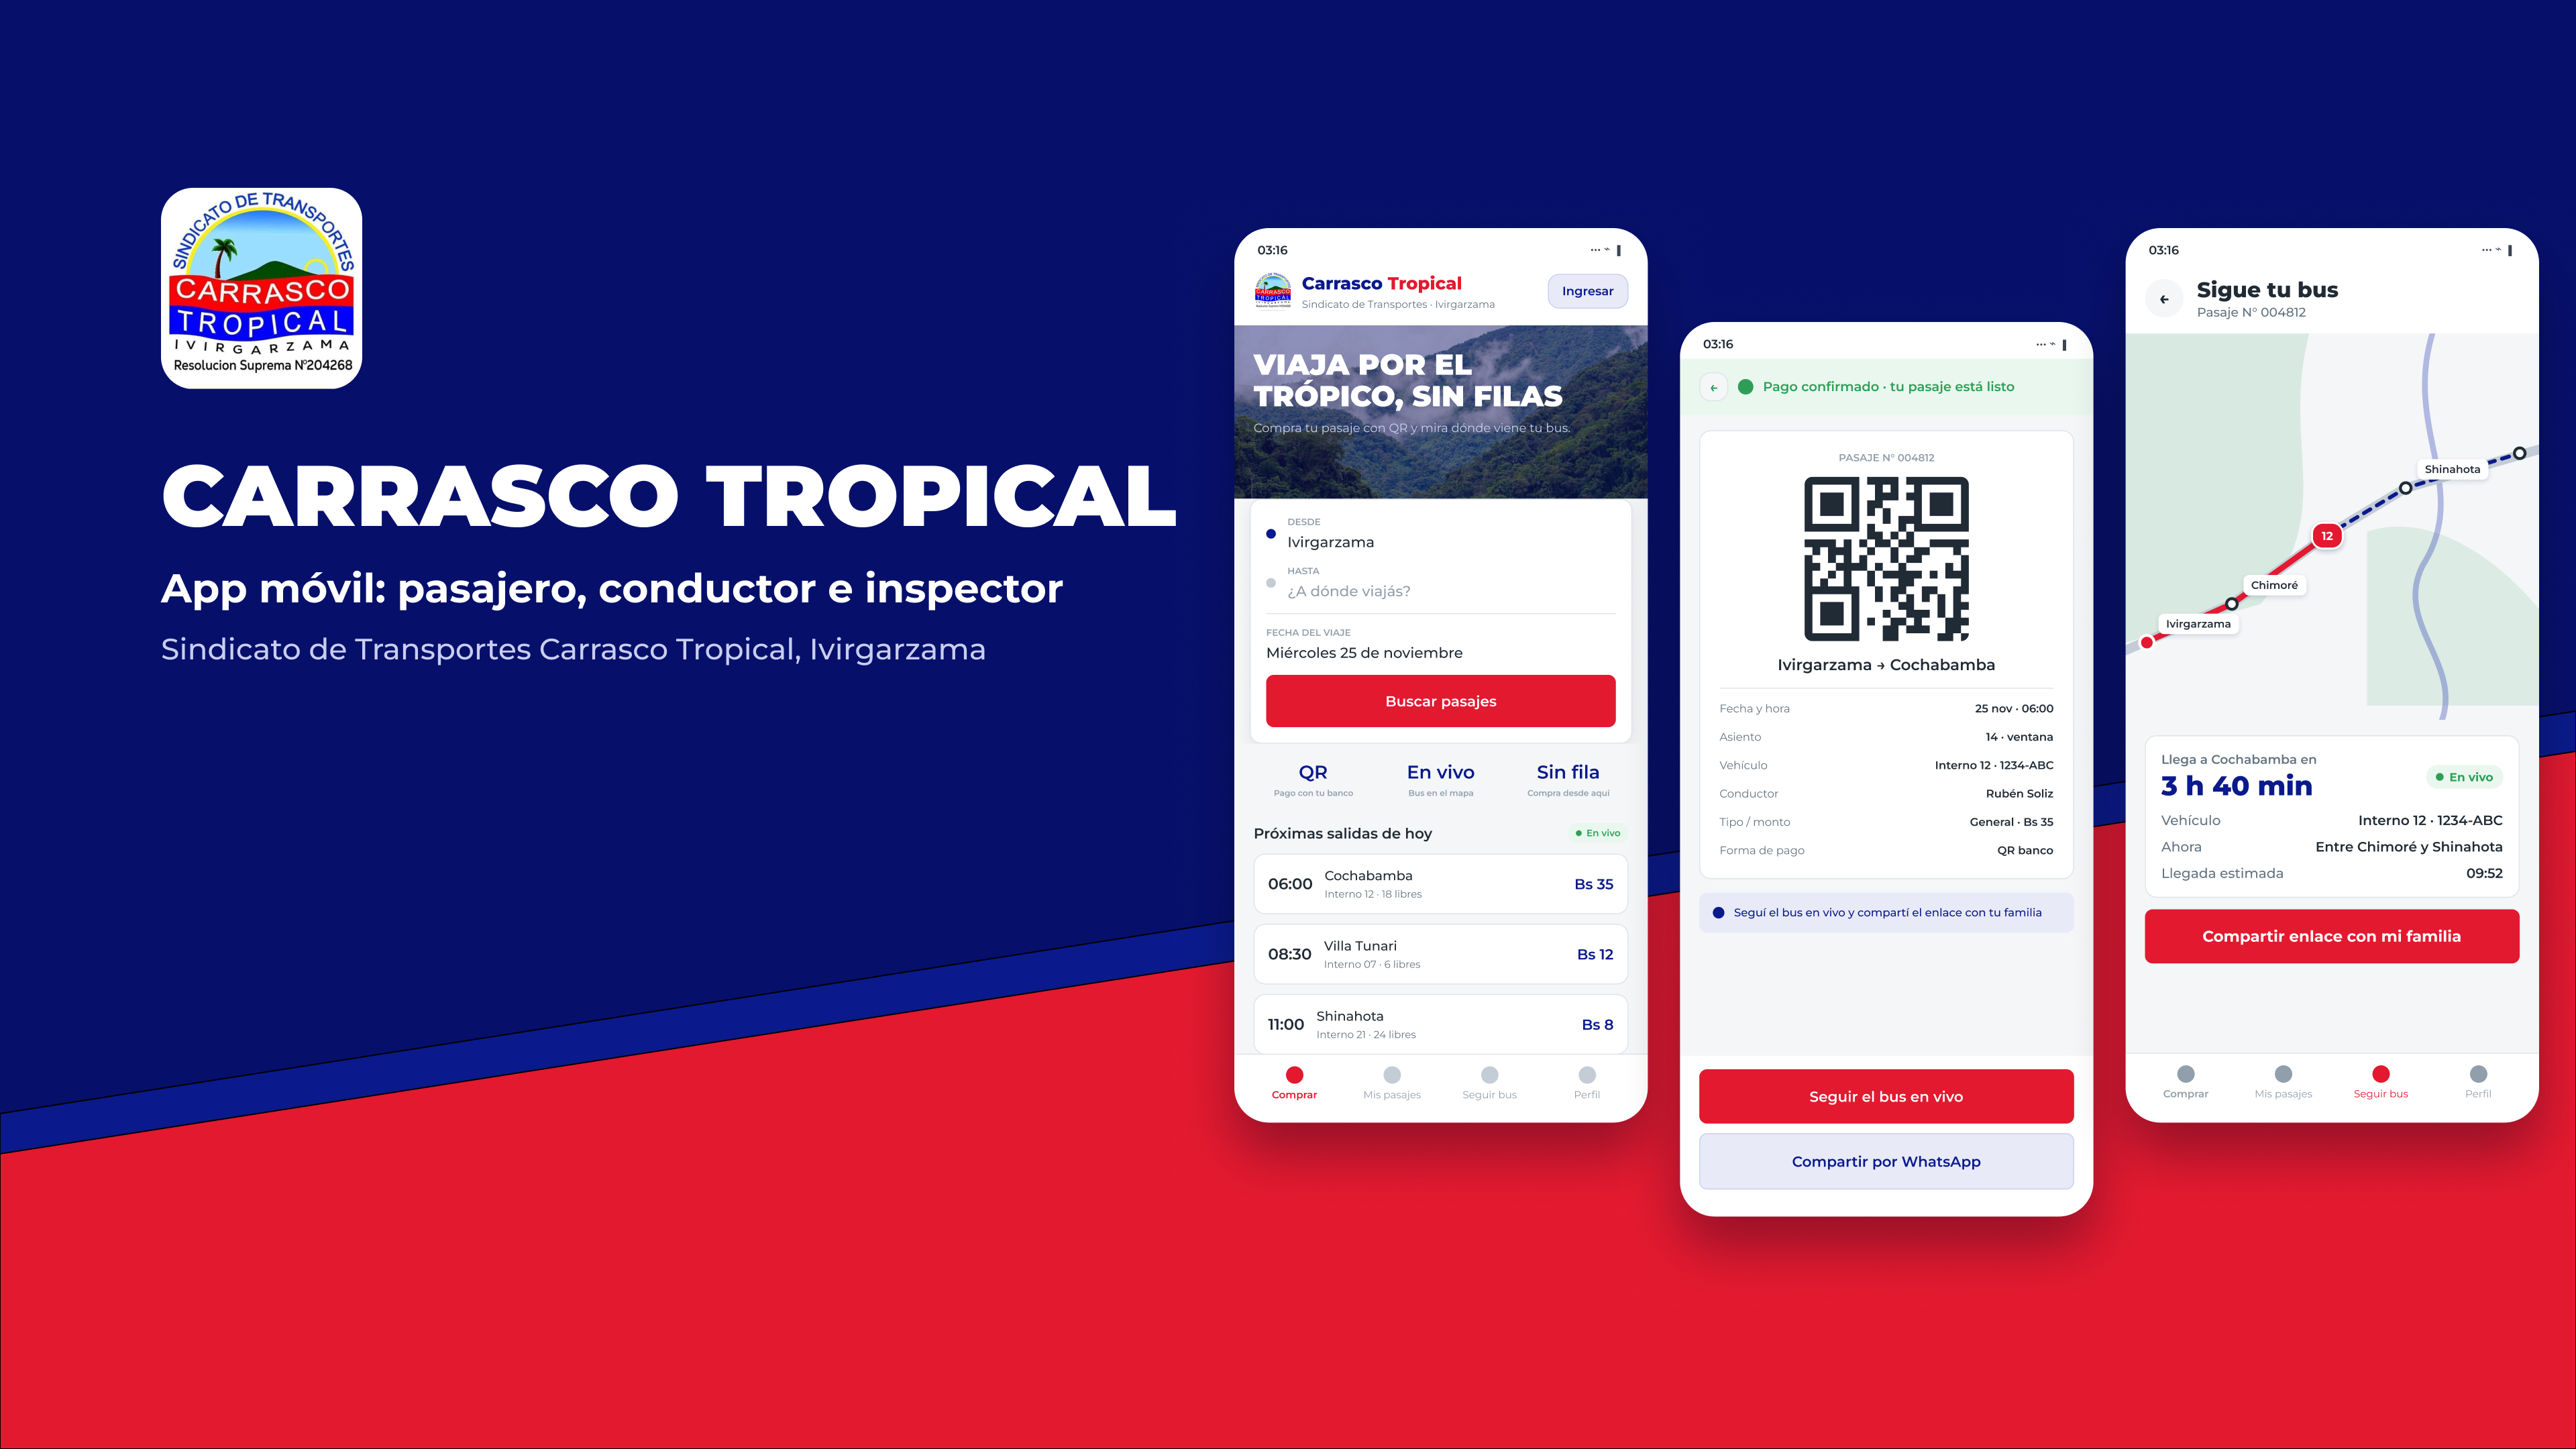 SINDICATO DE TRANSPORTES
CARRASCO
TROPICAL
IVIRGARZAMA
Resolucion Suprema Nº204268
CARRASCO TROPICAL
App móvil: pasajero, conductor e inspector
Sindicato de Transportes Carrasco Tropical, Ivirgarzama
03:16
Carrasco Tropical
Sindicato de Transportes · Ivirgarzama
Ingresar
VIAJA POR EL
TRÓPICO, SIN FILAS
Compra tu pasaje con QR y mira dónde viene tu bus.
DESDE
Ivirgarzama
HASTA
¿A dónde viajás?
FECHA DEL VIAJE
Miércoles 25 de noviembre
Buscar pasajes
QR
Pago con tu banco
En vivo
Bus en el mapa
Sin fila
Compra desde aquí
Próximas salidas de hoy
En vivo
06:00
Cochabamba
Interno 12 · 18 libres
Bs 35
08:30
Villa Tunari
Interno 07 · 6 libres
Bs 12
11:00
Shinahota
Interno 21 · 24 libres
Bs 8
Comprar
Mis pasajes
Seguir bus
Perfil
03:16
← Pago confirmado · tu pasaje está listo
PASAJE N° 004812
Ivirgarzama → Cochabamba
Fecha y hora 25 nov · 06:00
Asiento 14 · ventana
Vehículo Interno 12 · 1234-ABC
Conductor Rubén Soliz
Tipo / monto General · Bs 35
Forma de pago QR banco
Seguí el bus en vivo y compartí el enlace con tu familia
Seguir el bus en vivo
Compartir por WhatsApp
03:16
← Sigue tu bus
Pasaje N° 004812
Shinahota
12
Chimoré
Ivirgarzama
Llega a Cochabamba en
3 h 40 min
En vivo
Vehículo Interno 12 · 1234-ABC
Ahora Entre Chimoré y Shinahota
Llegada estimada 09:52
Compartir enlace con mi familia
Comprar
Mis pasajes
Seguir bus
Perfil